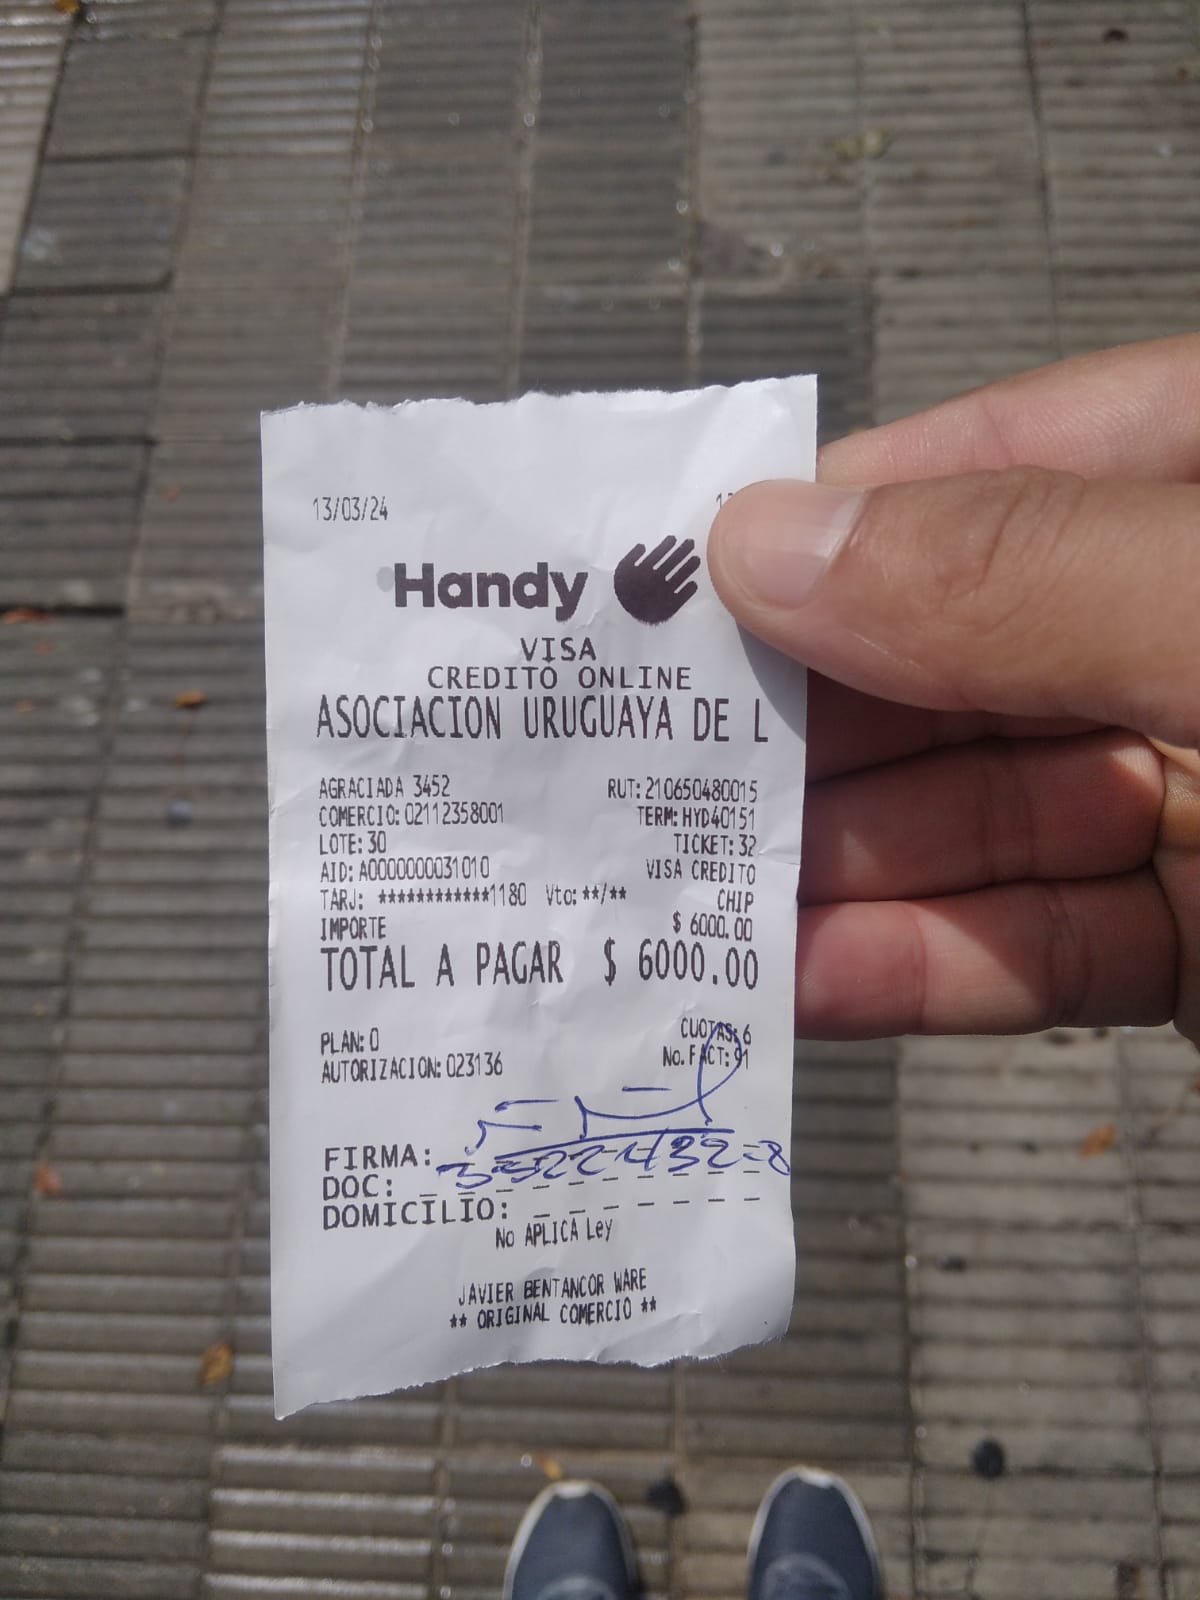 13/03/24
Handy
VISA
CREDITO ONLINE
ASOCIACION URUGUAYA DE L
AGRACIADA 3452 RUT: 210650480015
COMERCIO: 02112358001 TERM: HYD40151
LOTE: 30 TICKET: 32
AID: A0000000031010 VISA CREDITO
TARJ: ************1180 Vto: **/** CHIP
IMPORTE $ 6000.00
TOTAL A PAGAR $ 6000.00
PLAN: 0 CUOTAS: 6
AUTORIZACION: 023136 No. FACT: 91
FIRMA:
DOC: 3522432-8
DOMICILIO:
No APLICA Ley
JAVIER BENTANCOR WARE
** ORIGINAL COMERCIO **